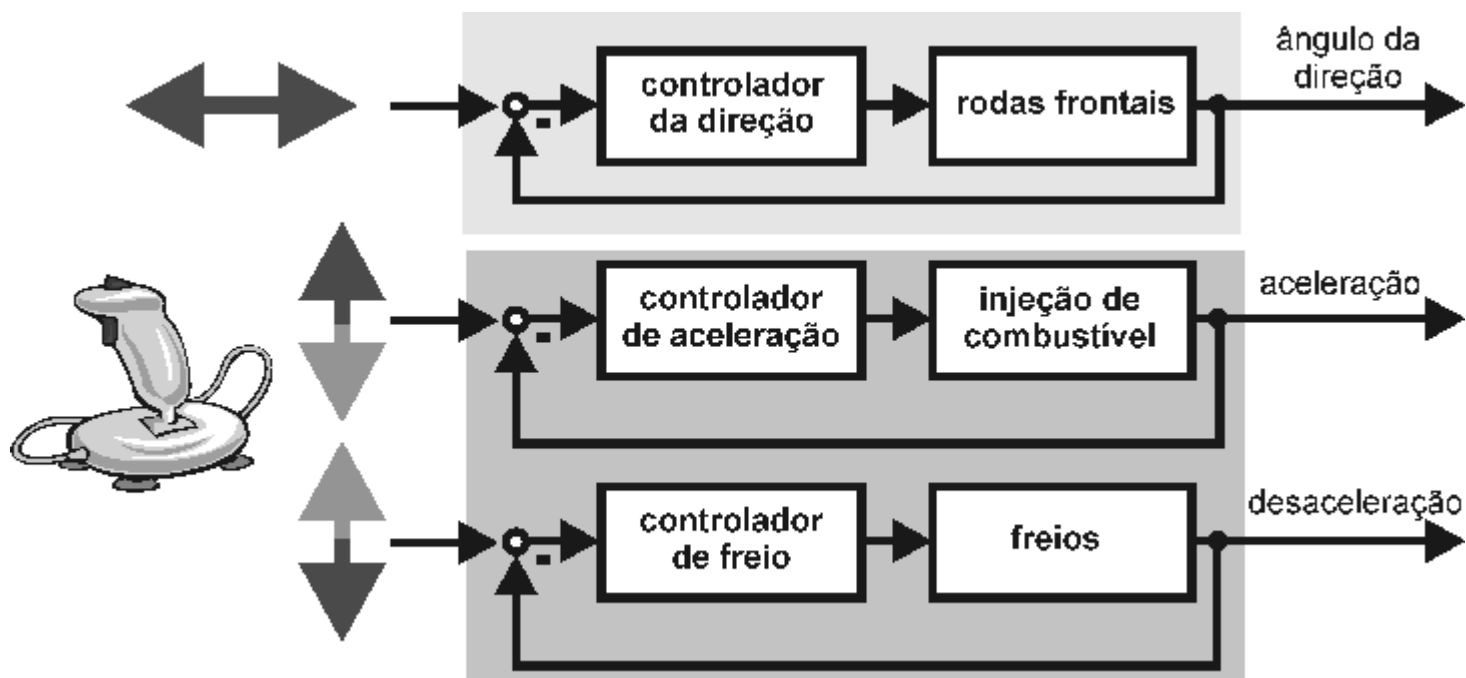 controlador
da direção
rodas frontais
ângulo da
direção
-
controlador
de aceleração
injeção de
combustível
aceleração
-
controlador
de freio
freios
desaceleração
-